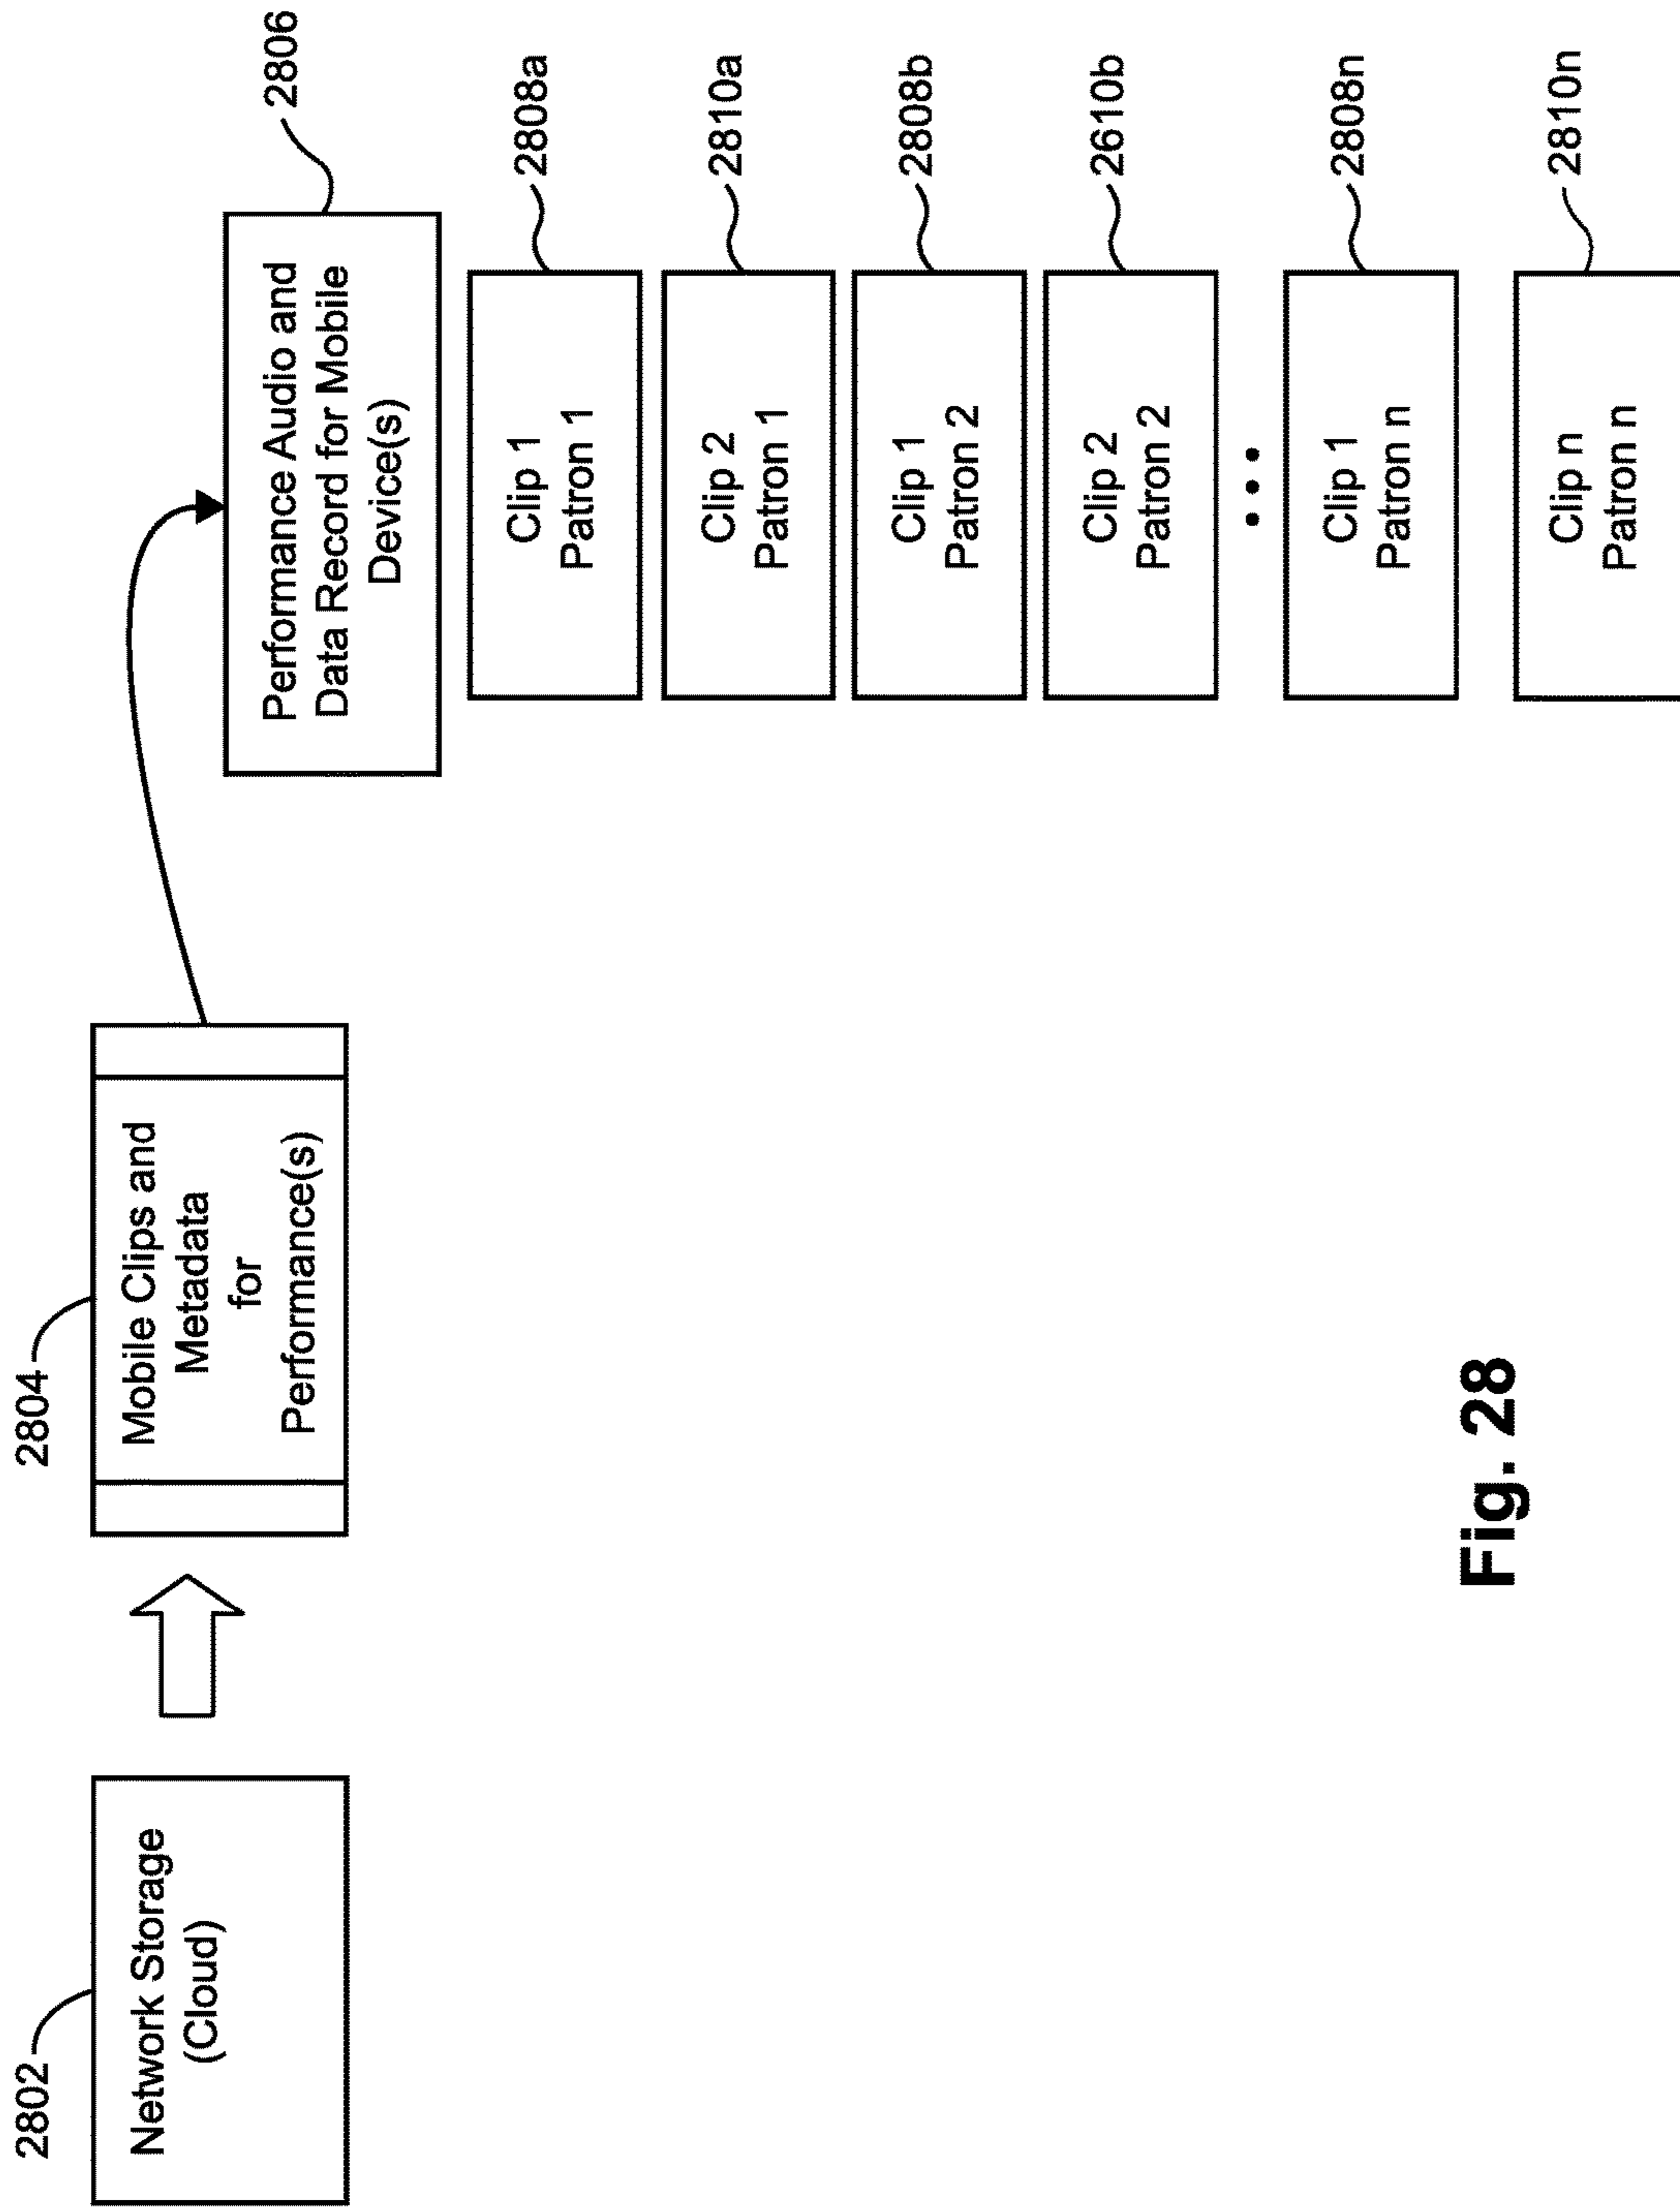 2802
Network Storage
(Cloud)
2804
Mobile Clips and
Metadata
for
Performance(s)
2806
Performance Audio and
Data Record for Mobile
Device(s)
Clip 1
Patron 1
2808a
Clip 2
Patron 1
2810a
Clip 1
Patron 2
2808b
Clip 2
Patron 2
2610b
•••
Clip 1
Patron n
2808n
Clip n
Patron n
2810n
Fig. 28